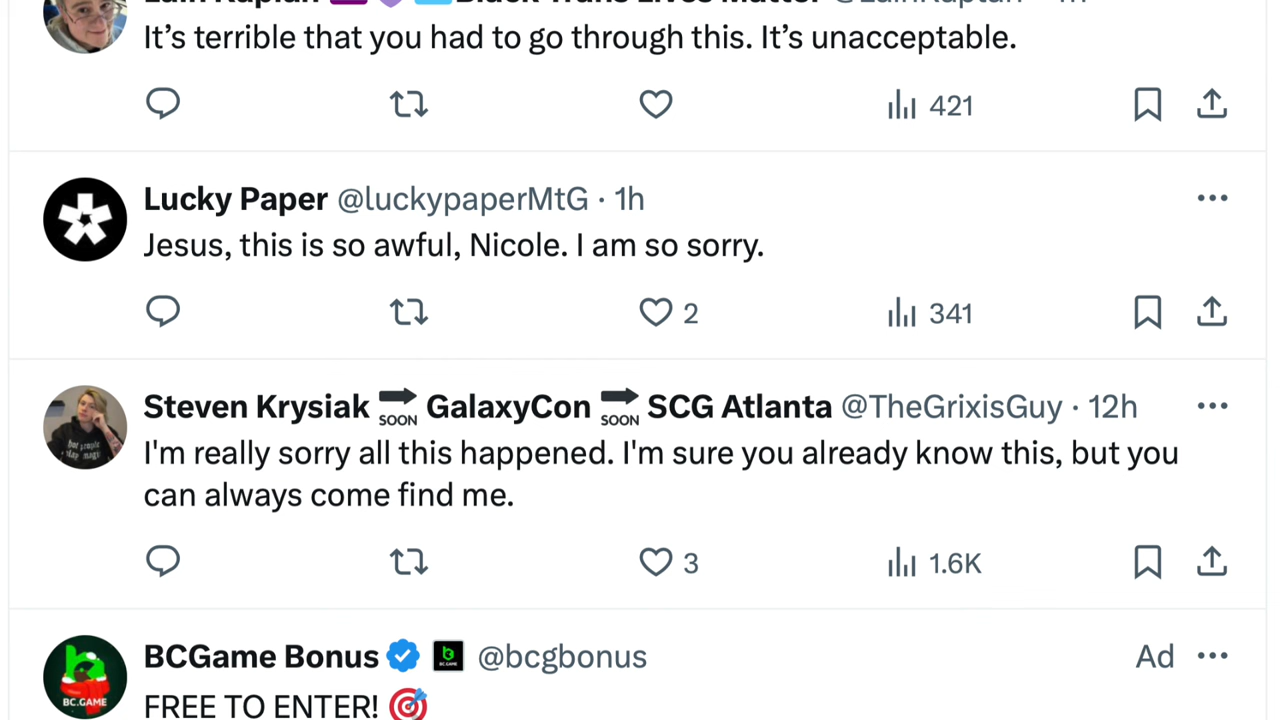 It's terrible that you had to go through this. It's unacceptable.
421
Lucky Paper @luckypaperMtG · 1h
Jesus, this is so awful, Nicole. I am so sorry.
2 341
Steven Krysiak SOON GalaxyCon SOON SCG Atlanta @TheGrixisGuy · 12h
I'm really sorry all this happened. I'm sure you already know this, but you
can always come find me.
3 1.6K
BCGame Bonus @bcgbonus Ad
BC.GAME
FREE TO ENTER!